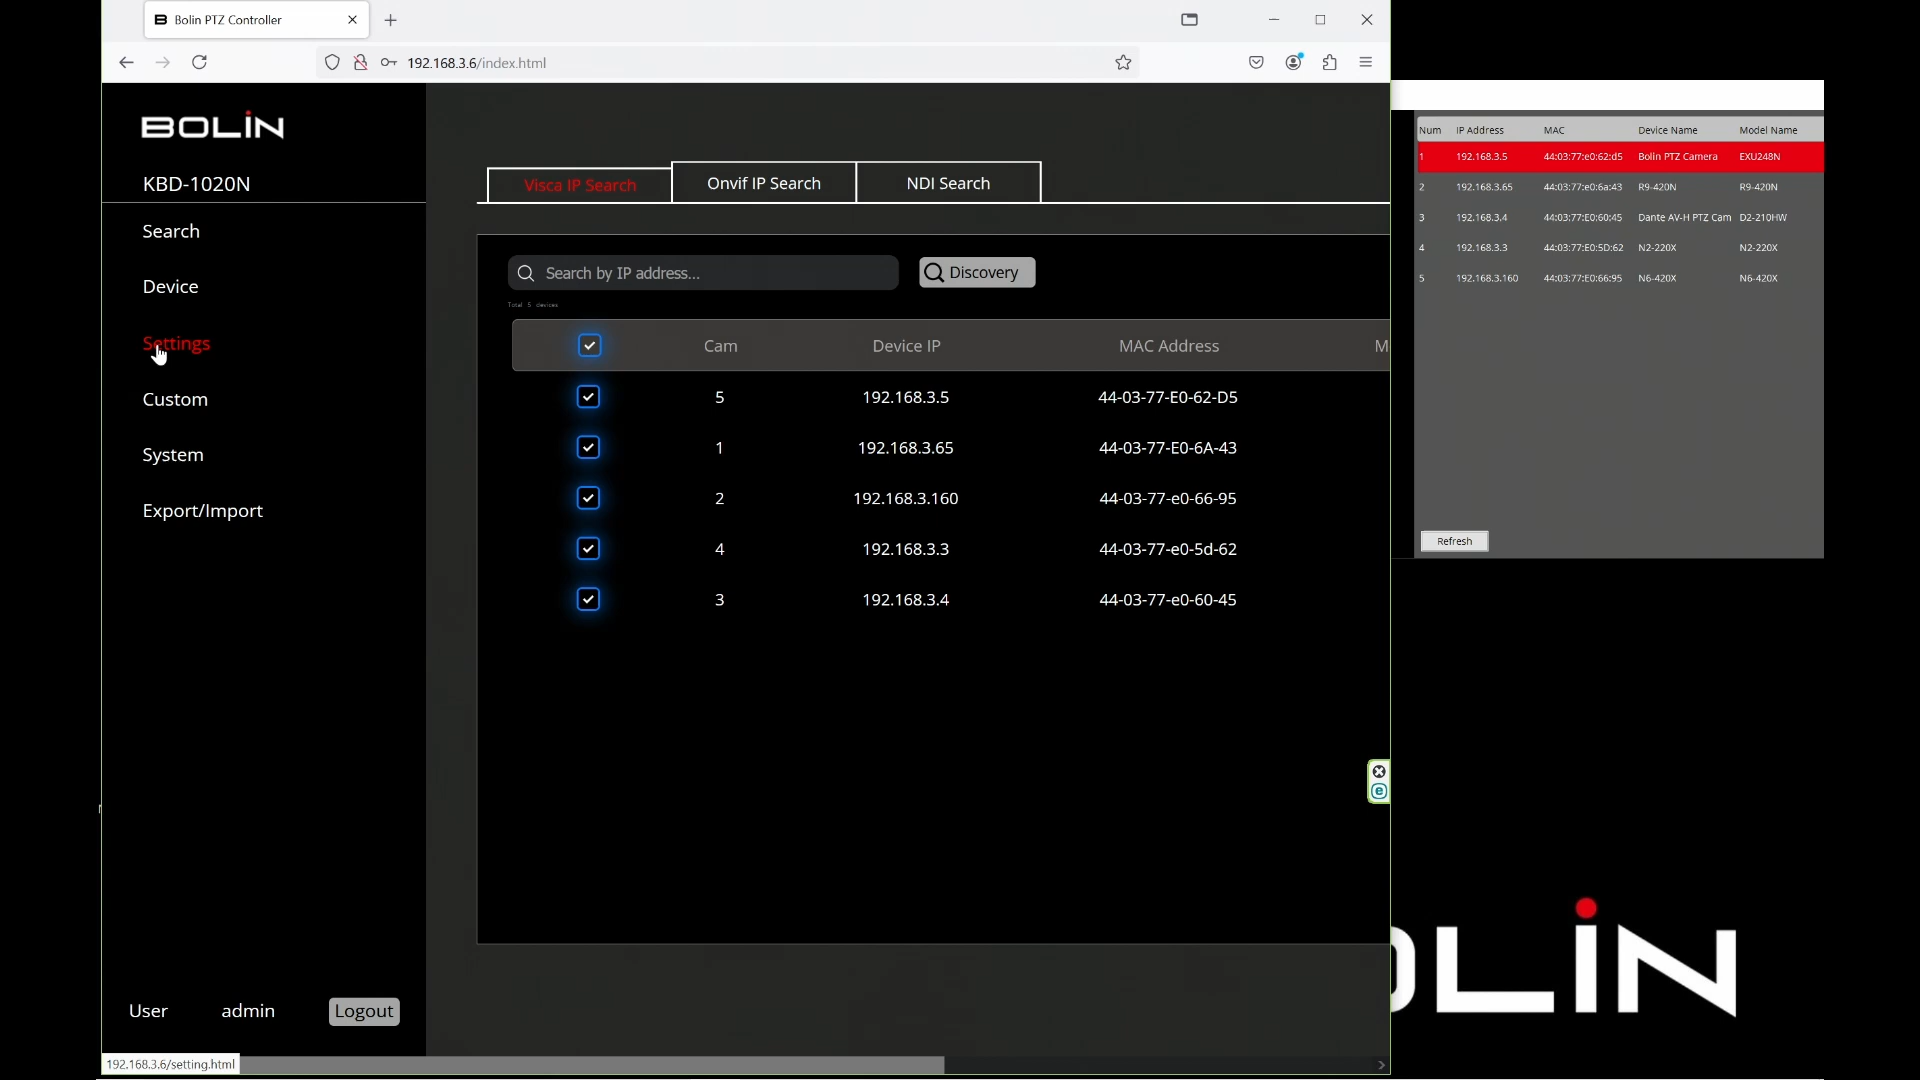 Bolin PTZ Controller
192.168.3.6/index.html
BOLIN
KBD-1020N
Search
Device
Settings
Custom
System
Export/Import
User admin Logout
192.168.3.6/setting.html
Visca IP Search Onvif IP Search NDI Search
Search by IP address... Discovery
Total 5 devices
Cam Device IP MAC Address M
5 192.168.3.5 44-03-77-E0-62-D5
1 192.168.3.65 44-03-77-E0-6A-43
2 192.168.3.160 44-03-77-e0-66-95
4 192.168.3.3 44-03-77-e0-5d-62
3 192.168.3.4 44-03-77-e0-60-45
Num IP Address MAC Device Name Model Name
1 192.168.3.5 44:03:77:e0:62:d5 Bolin PTZ Camera EXU248N
2 192.168.3.65 44:03:77:e0:6a:43 R9-420N R9-420N
3 192.168.3.4 44:03:77:E0:60:45 Dante AV-H PTZ Cam D2-210HW
4 192.168.3.3 44:03:77:E0:5D:62 N2-220X N2-220X
5 192.168.3.160 44:03:77:E0:66:95 N6-420X N6-420X
Refresh
OLIN